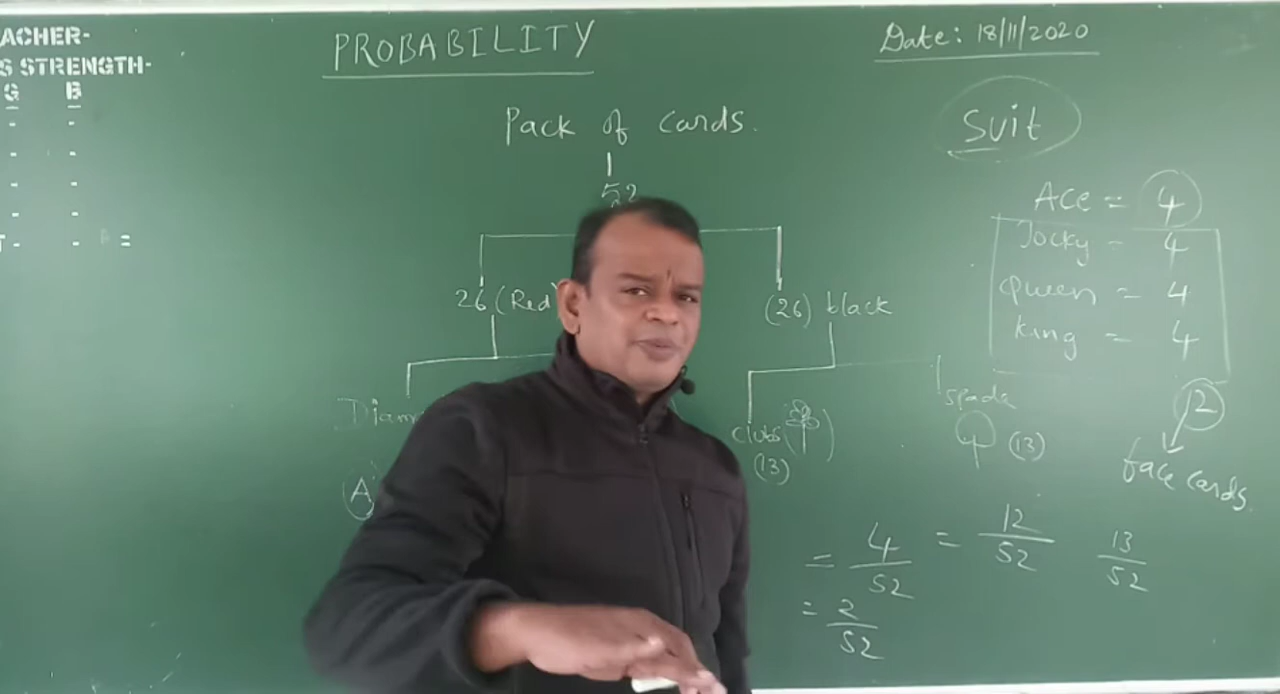 ACHER-
S STRENGTH-
G B
PROBABILITY
Date: 18/11/2020
Pack of cards.
52
Suit
Ace = 4
Jocky - 4
Queen = 4
king = 4
12
face cards.
26 (Red
(26) black
Diam
clubs
(13)
spade
(13)
A
= 4/52
= 12/52
13/52
= 2/52